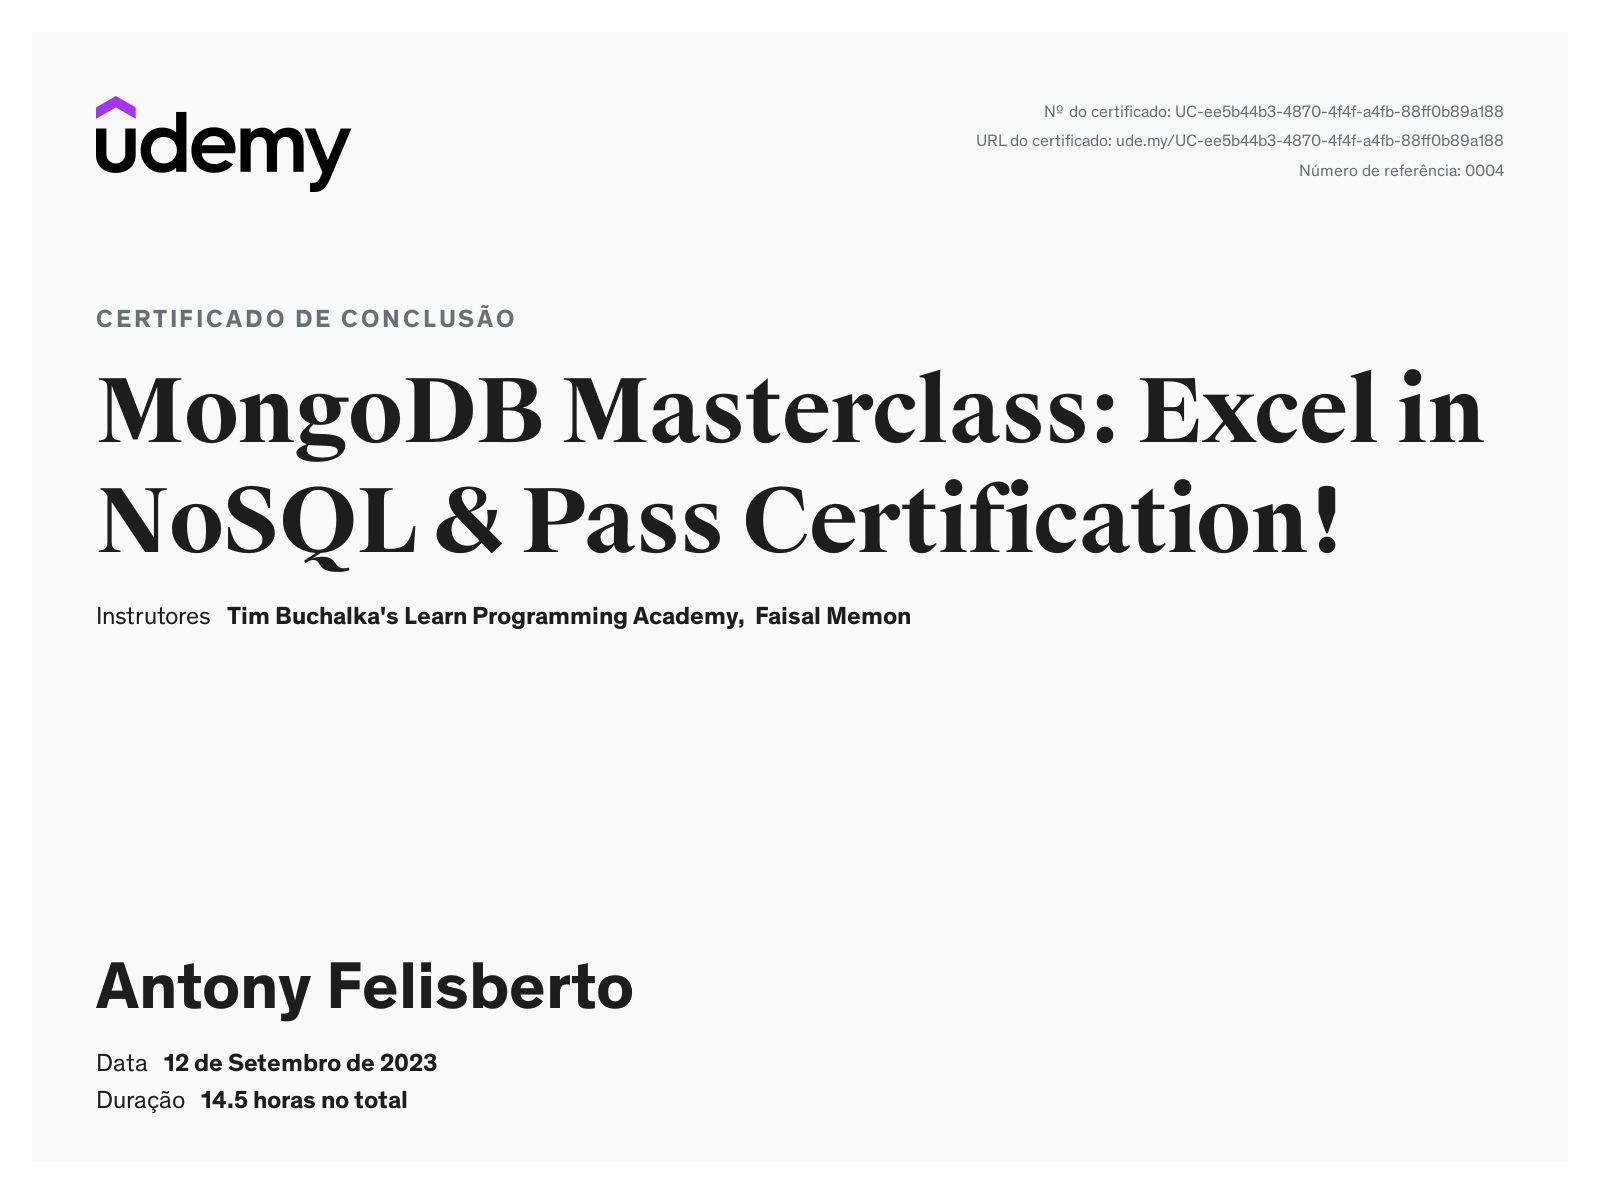 udemy
Nº do certificado: UC-ee5b44b3-4870-4f4f-a4fb-88ff0b89a188
URL do certificado: ude.my/UC-ee5b44b3-4870-4f4f-a4fb-88ff0b89a188
Número de referência: 0004
CERTIFICADO DE CONCLUSÃO
MongoDB Masterclass: Excel in
NoSQL & Pass Certification!
Instrutores Tim Buchalka's Learn Programming Academy, Faisal Memon
Antony Felisberto
Data 12 de Setembro de 2023
Duração 14.5 horas no total